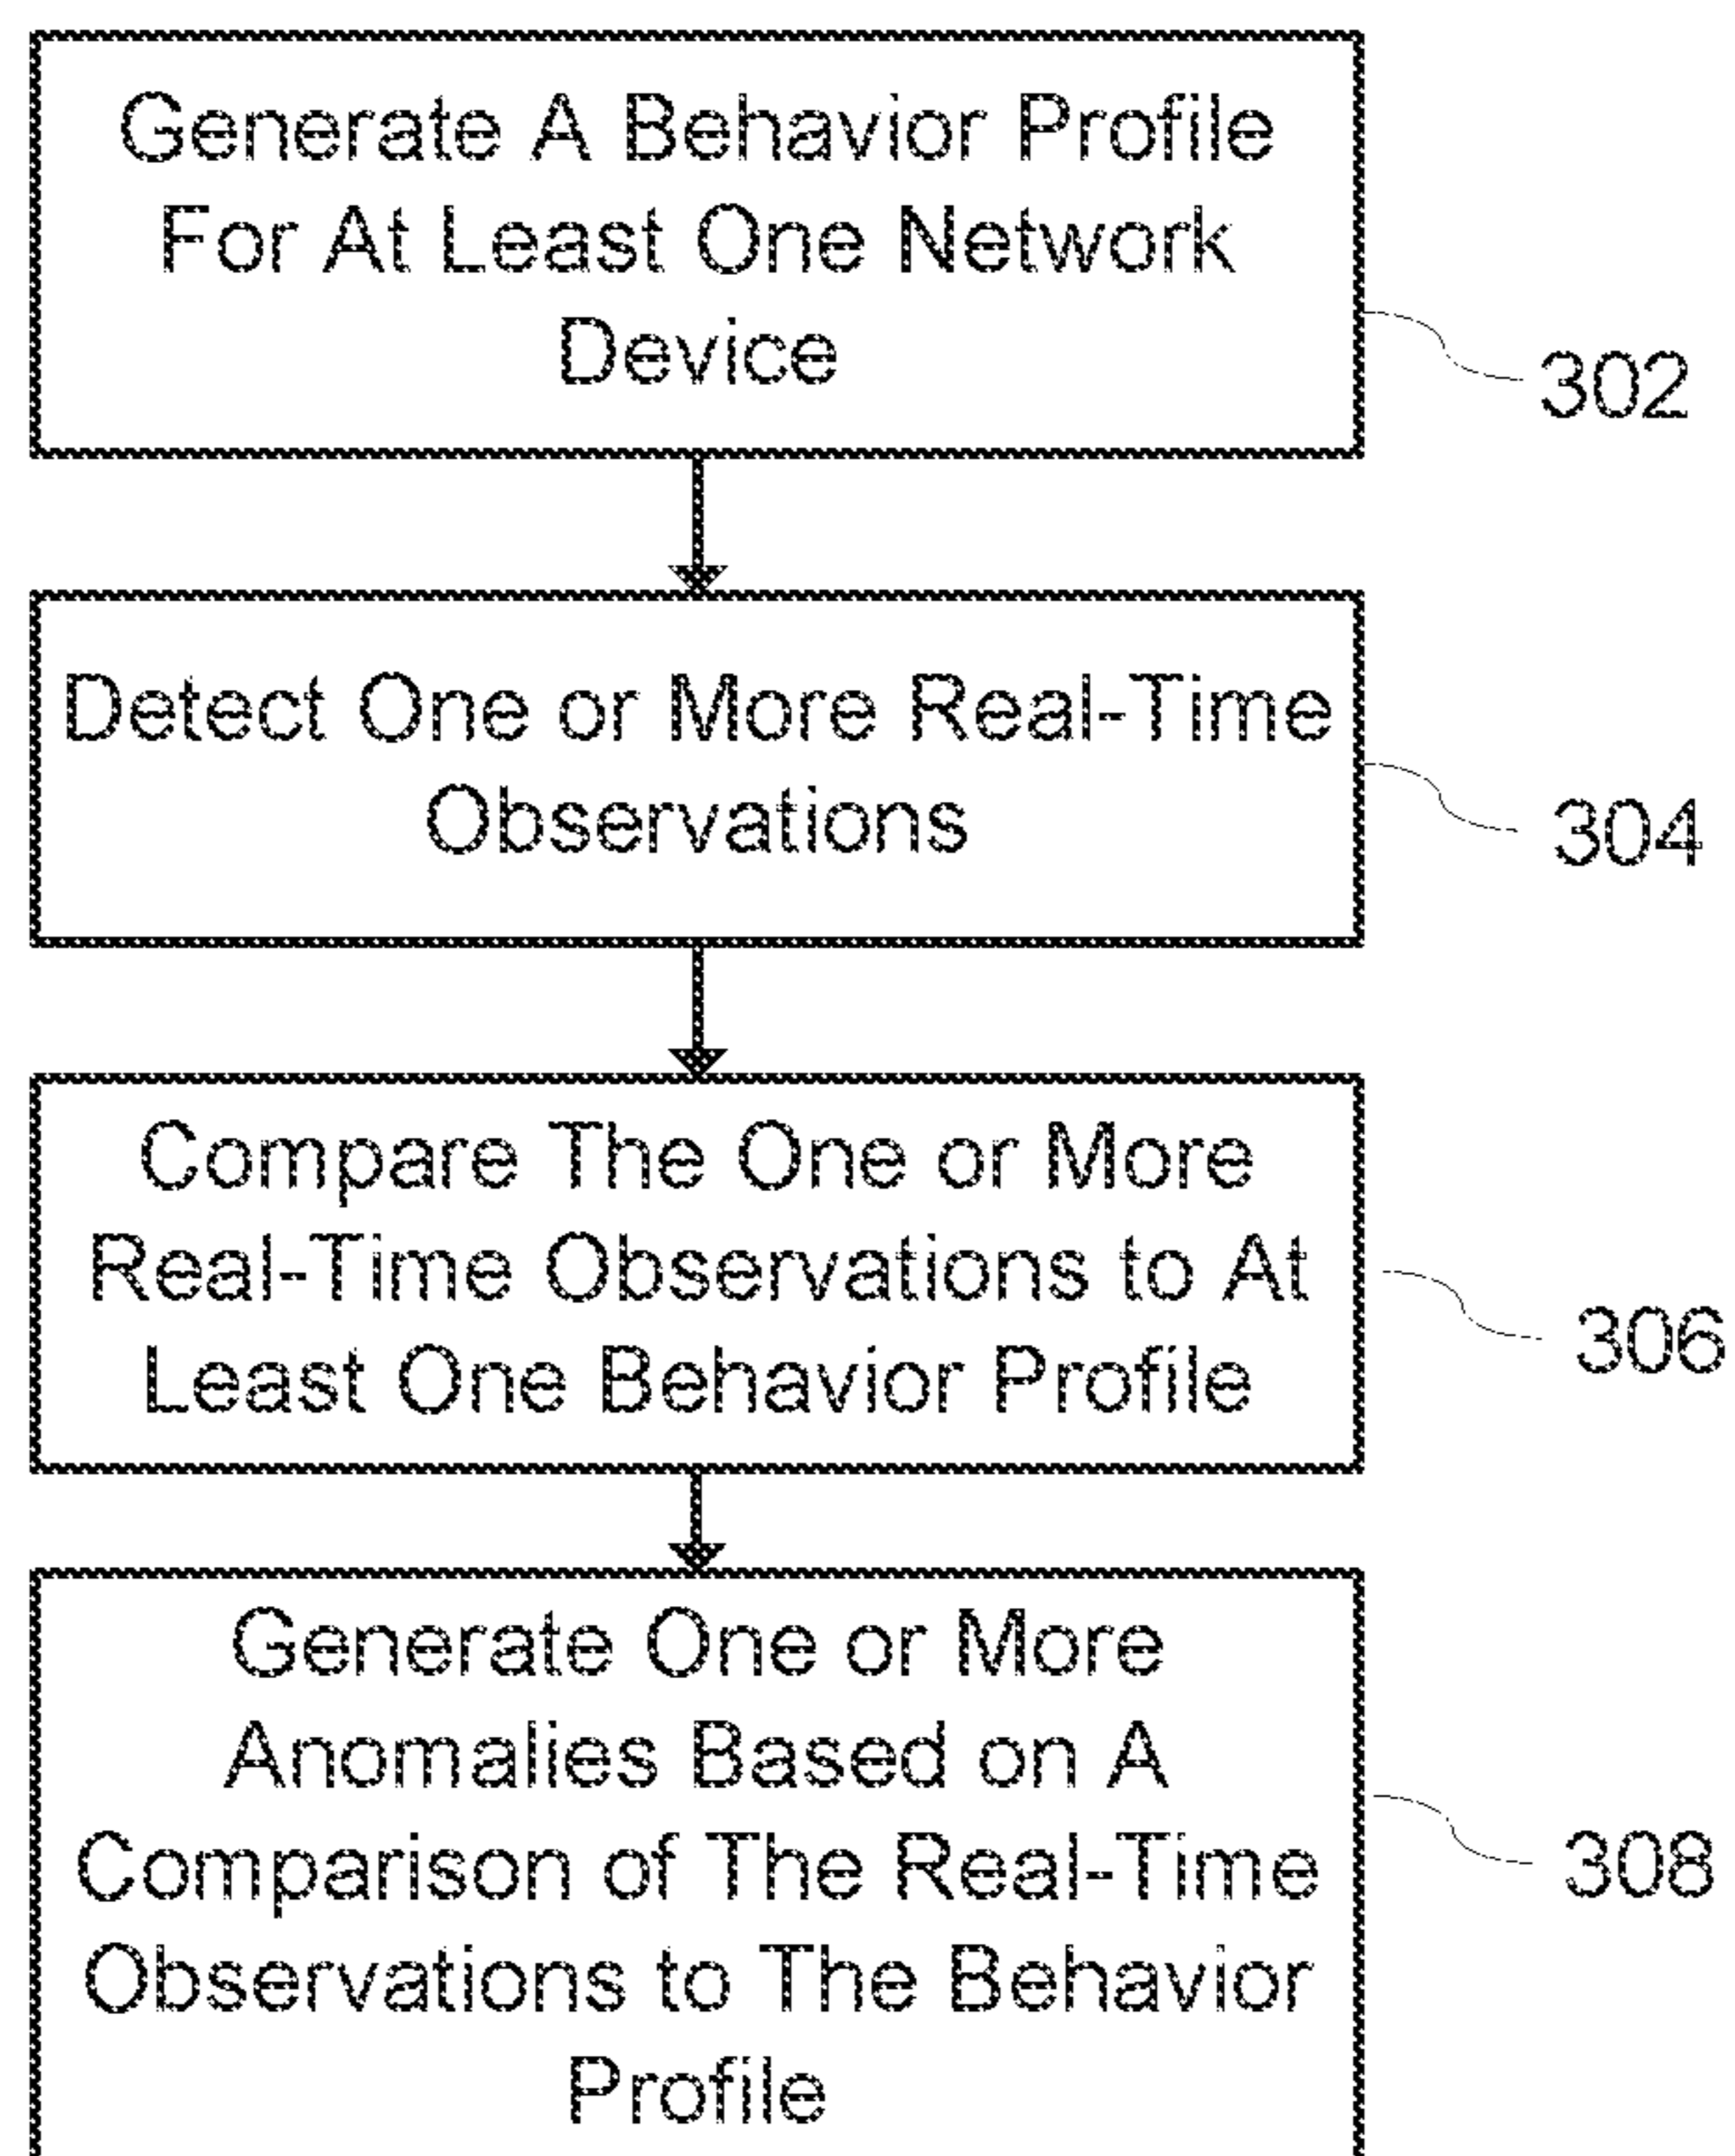 Generate A Behavior Profile
For At Least One Network
Device
302
Detect One or More Real-Time
Observations
304
Compare The One or More
Real-Time Observations to At
Least One Behavior Profile
306
Generate One or More
Anomalies Based on A
Comparison of The Real-Time
Observations to The Behavior
Profile
308